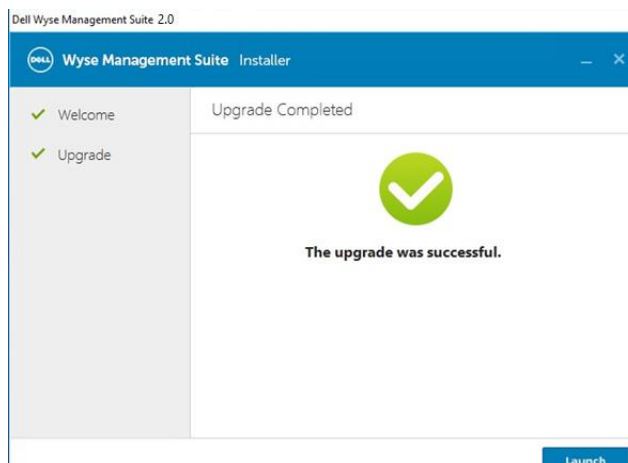 Dell Wyse Management Suite 2.0
DELL Wyse Management Suite Installer
Welcome
Upgrade Completed
Upgrade
The upgrade was successful.
Launch